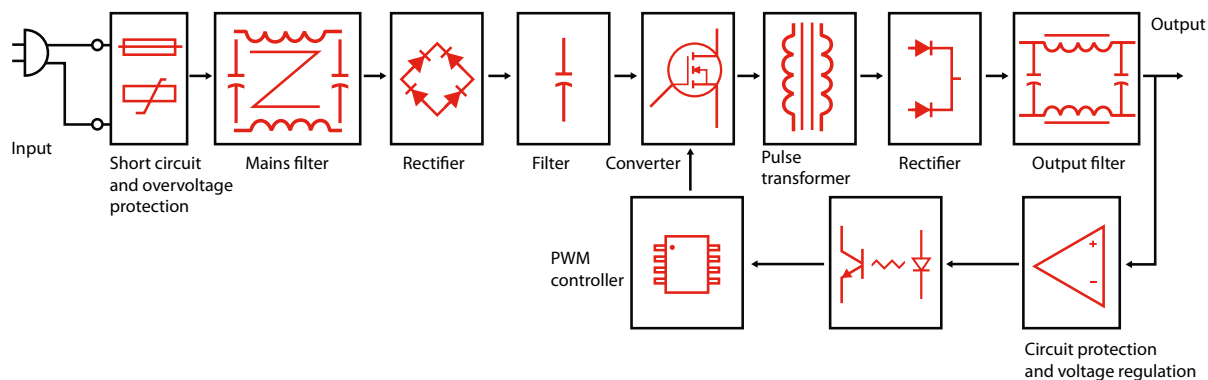 Output
Input
Short circuit
and overvoltage
protection
Mains filter
Rectifier
Filter
Converter
Pulse
transformer
Rectifier
Output filter
PWM
controller
+
−
Circuit protection
and voltage regulation